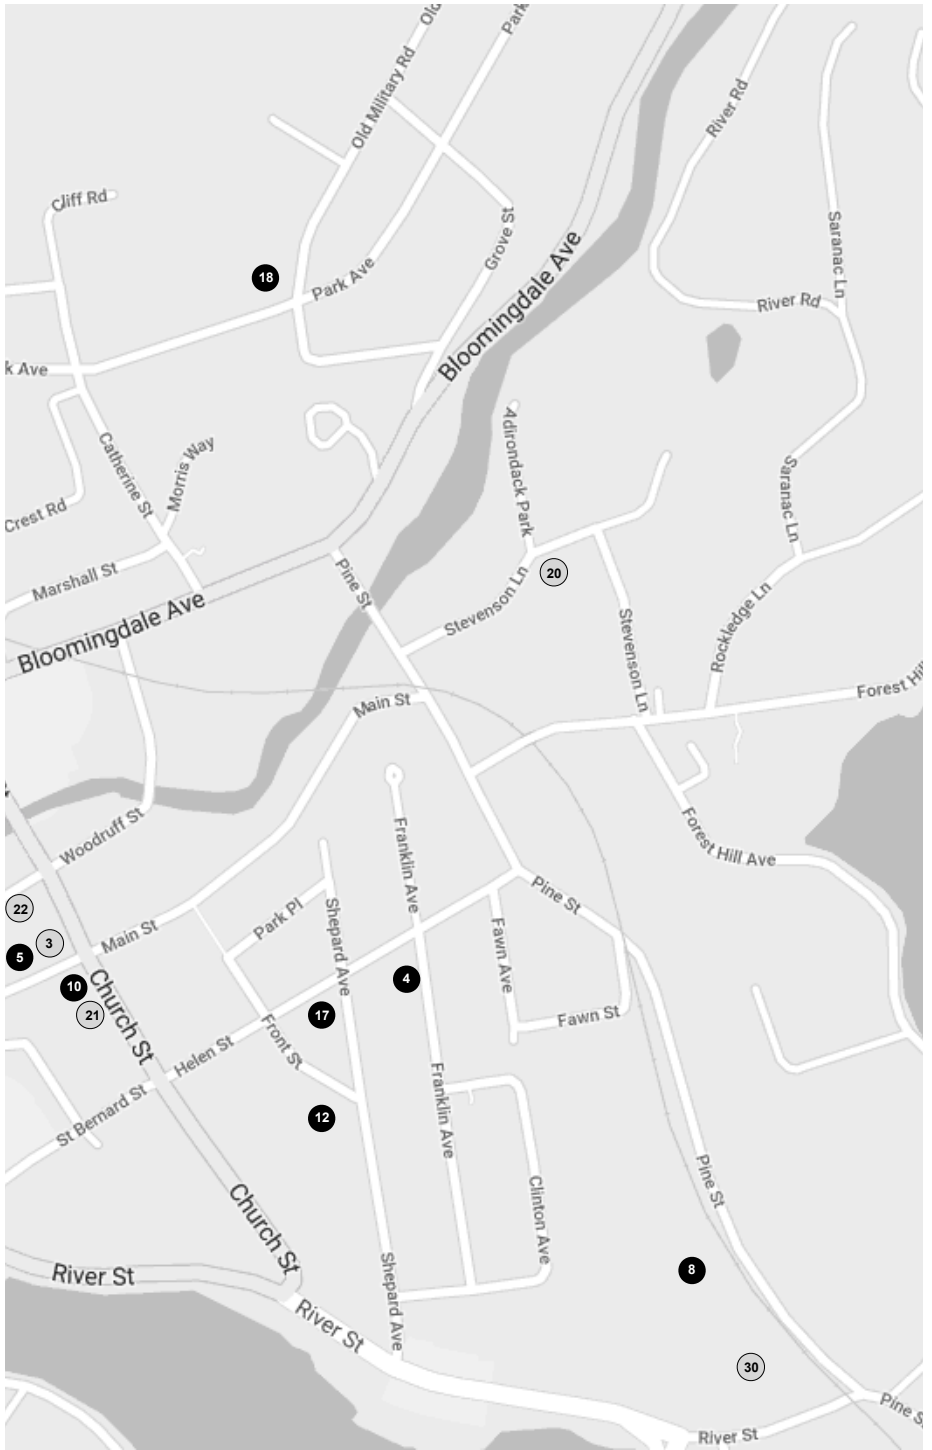 Old
Park
Old Military Rd
River Rd
Cliff Rd
Saranac Ln
Grove St
18
Park Ave
Bloomingdale Ave
River Rd
k Ave
Adirondack Park
Catherine St
Morris Way
Saranac Ln
Crest Rd
Marshall St
Pine St
20
Stevenson Ln
Bloomingdale Ave
Stevenson Ln
Rockledge Ln
Main St
Forest Hill
Woodruff St
Franklin Ave
Forest Hill Ave
22
Park Pl
Shepard Ave
Pine St
Main St
Fawn Ave
3
5
4
10
Church St
21
17
Fawn St
Front St
Helen St
St Bernard St
12
Franklin Ave
Pine St
Clinton Ave
Church St
River St
8
Shepard Ave
River St
30
Pine S
River St